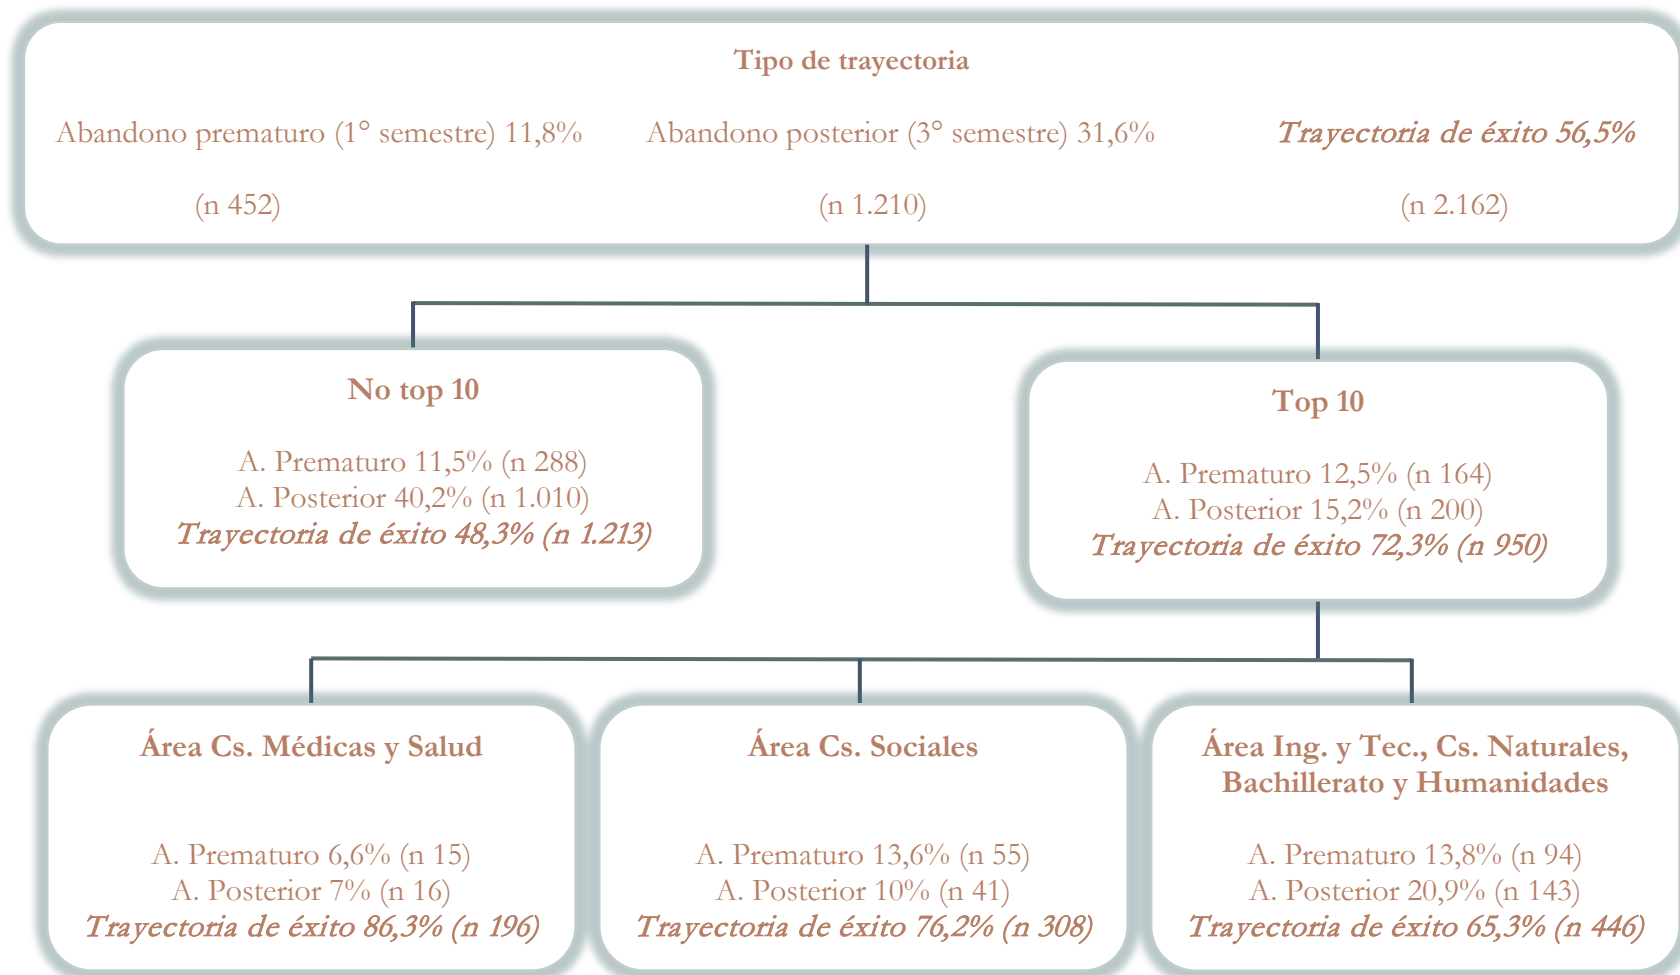 Tipo de trayectoria
Abandono prematuro (1° semestre) 11,8% Abandono posterior (3° semestre) 31,6% Trayectoria de éxito 56,5%
(n 452) (n 1.210) (n 2.162)
No top 10
A. Prematuro 11,5% (n 288)
A. Posterior 40,2% (n 1.010)
Trayectoria de éxito 48,3% (n 1.213)
Top 10
A. Prematuro 12,5% (n 164)
A. Posterior 15,2% (n 200)
Trayectoria de éxito 72,3% (n 950)
Área Cs. Médicas y Salud
A. Prematuro 6,6% (n 15)
A. Posterior 7% (n 16)
Trayectoria de éxito 86,3% (n 196)
Área Cs. Sociales
A. Prematuro 13,6% (n 55)
A. Posterior 10% (n 41)
Trayectoria de éxito 76,2% (n 308)
Área Ing. y Tec., Cs. Naturales,
Bachillerato y Humanidades
A. Prematuro 13,8% (n 94)
A. Posterior 20,9% (n 143)
Trayectoria de éxito 65,3% (n 446)